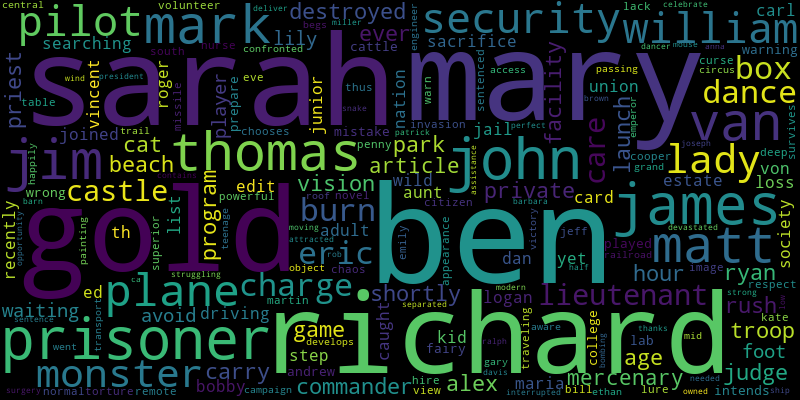 central volunteer deliver miller lack celebrate
pilot mark destroyed security william carl
searching lily begs ever confronted sacrifice engineer dancer mouse anna warning
priest table south nurse cattle sentenced access passing curse circus box
sarah mary
wind president vincent roger missile eve thus player prepare junior nation warn invasion facility union brown emperor survives dance
joined trail mistake jail patrick perfect cooper deep van
jim cat chooses penny park john care launch joseph
happily beach thomas article assistance grand von lady
wrong castle program edit vision wild aunt private card estate loss
barn powerful roof novel citizen barbara james
gold ben
recently opportunity painting th superior list burn adult teenage emily appearance victory jeff devastated society
moving attracted eric yet played railroad matt
waiting struggling object chaos dan half bombing hour image ryan respect
ed plane charge martin shortly separated modern logan lieutenant rush strong kate
transport avoid driving caught traveling college troop
sentence prisoner game richard kid ralph aware lab mid thanks foot
went develops step fairy gary age judge
monster carry andrew davis maria mercenary
surgery normal torture remote bobby campaign commander view hire alex interrupted bill ethan lure needed owned intends ship